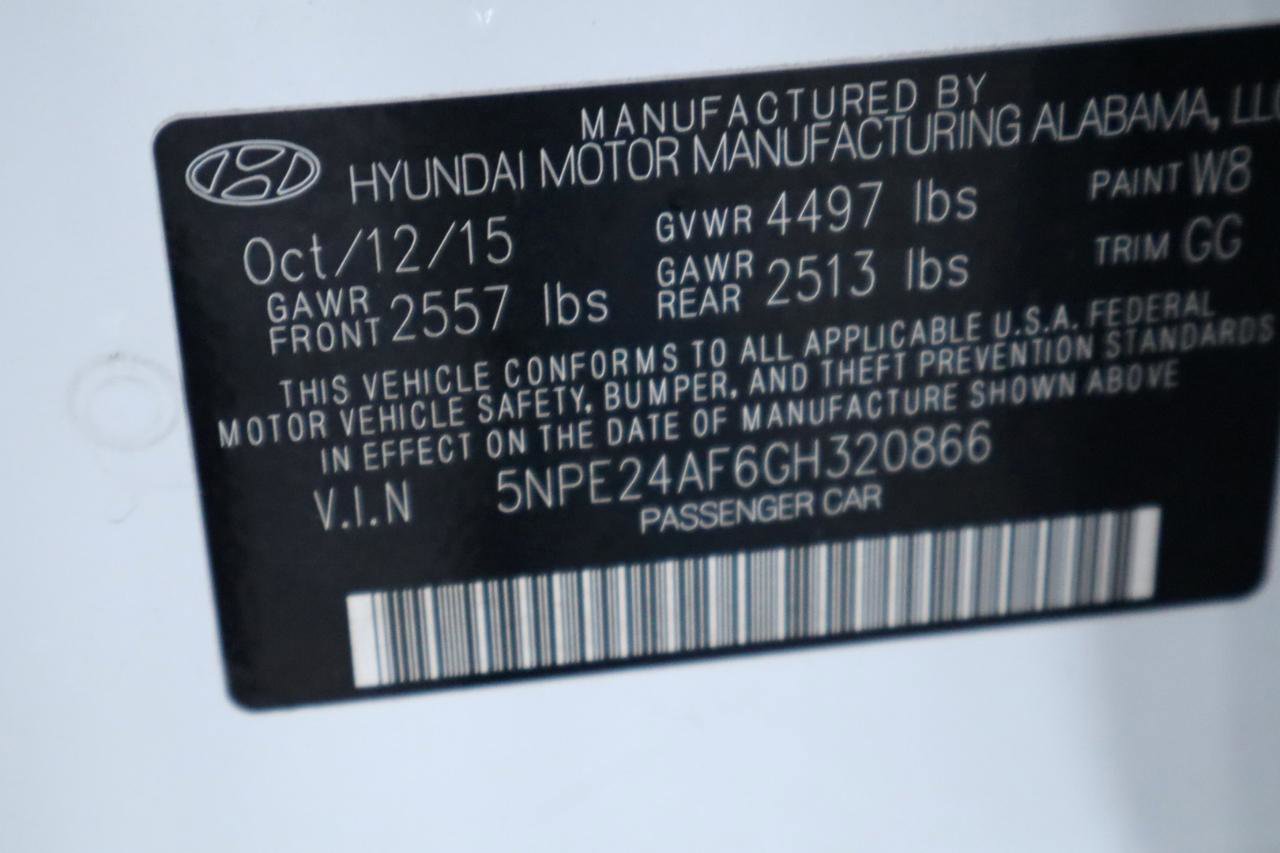 MANUFACTURED BY
HYUNDAI MOTOR MANUFACTURING ALABAMA,
Oct/12/15 GVWR 4497 lbs PAINT W8
GAWR FRONT 2557 lbs GAWR REAR 2513 lbs TRIM GG
THIS VEHICLE CONFORMS TO ALL APPLICABLE U.S.A. FEDERAL
MOTOR VEHICLE SAFETY, BUMPER, AND THEFT PREVENTION STANDARDS
IN EFFECT ON THE DATE OF MANUFACTURE SHOWN ABOVE
V.I.N 5NPE24AF6GH320866
PASSENGER CAR